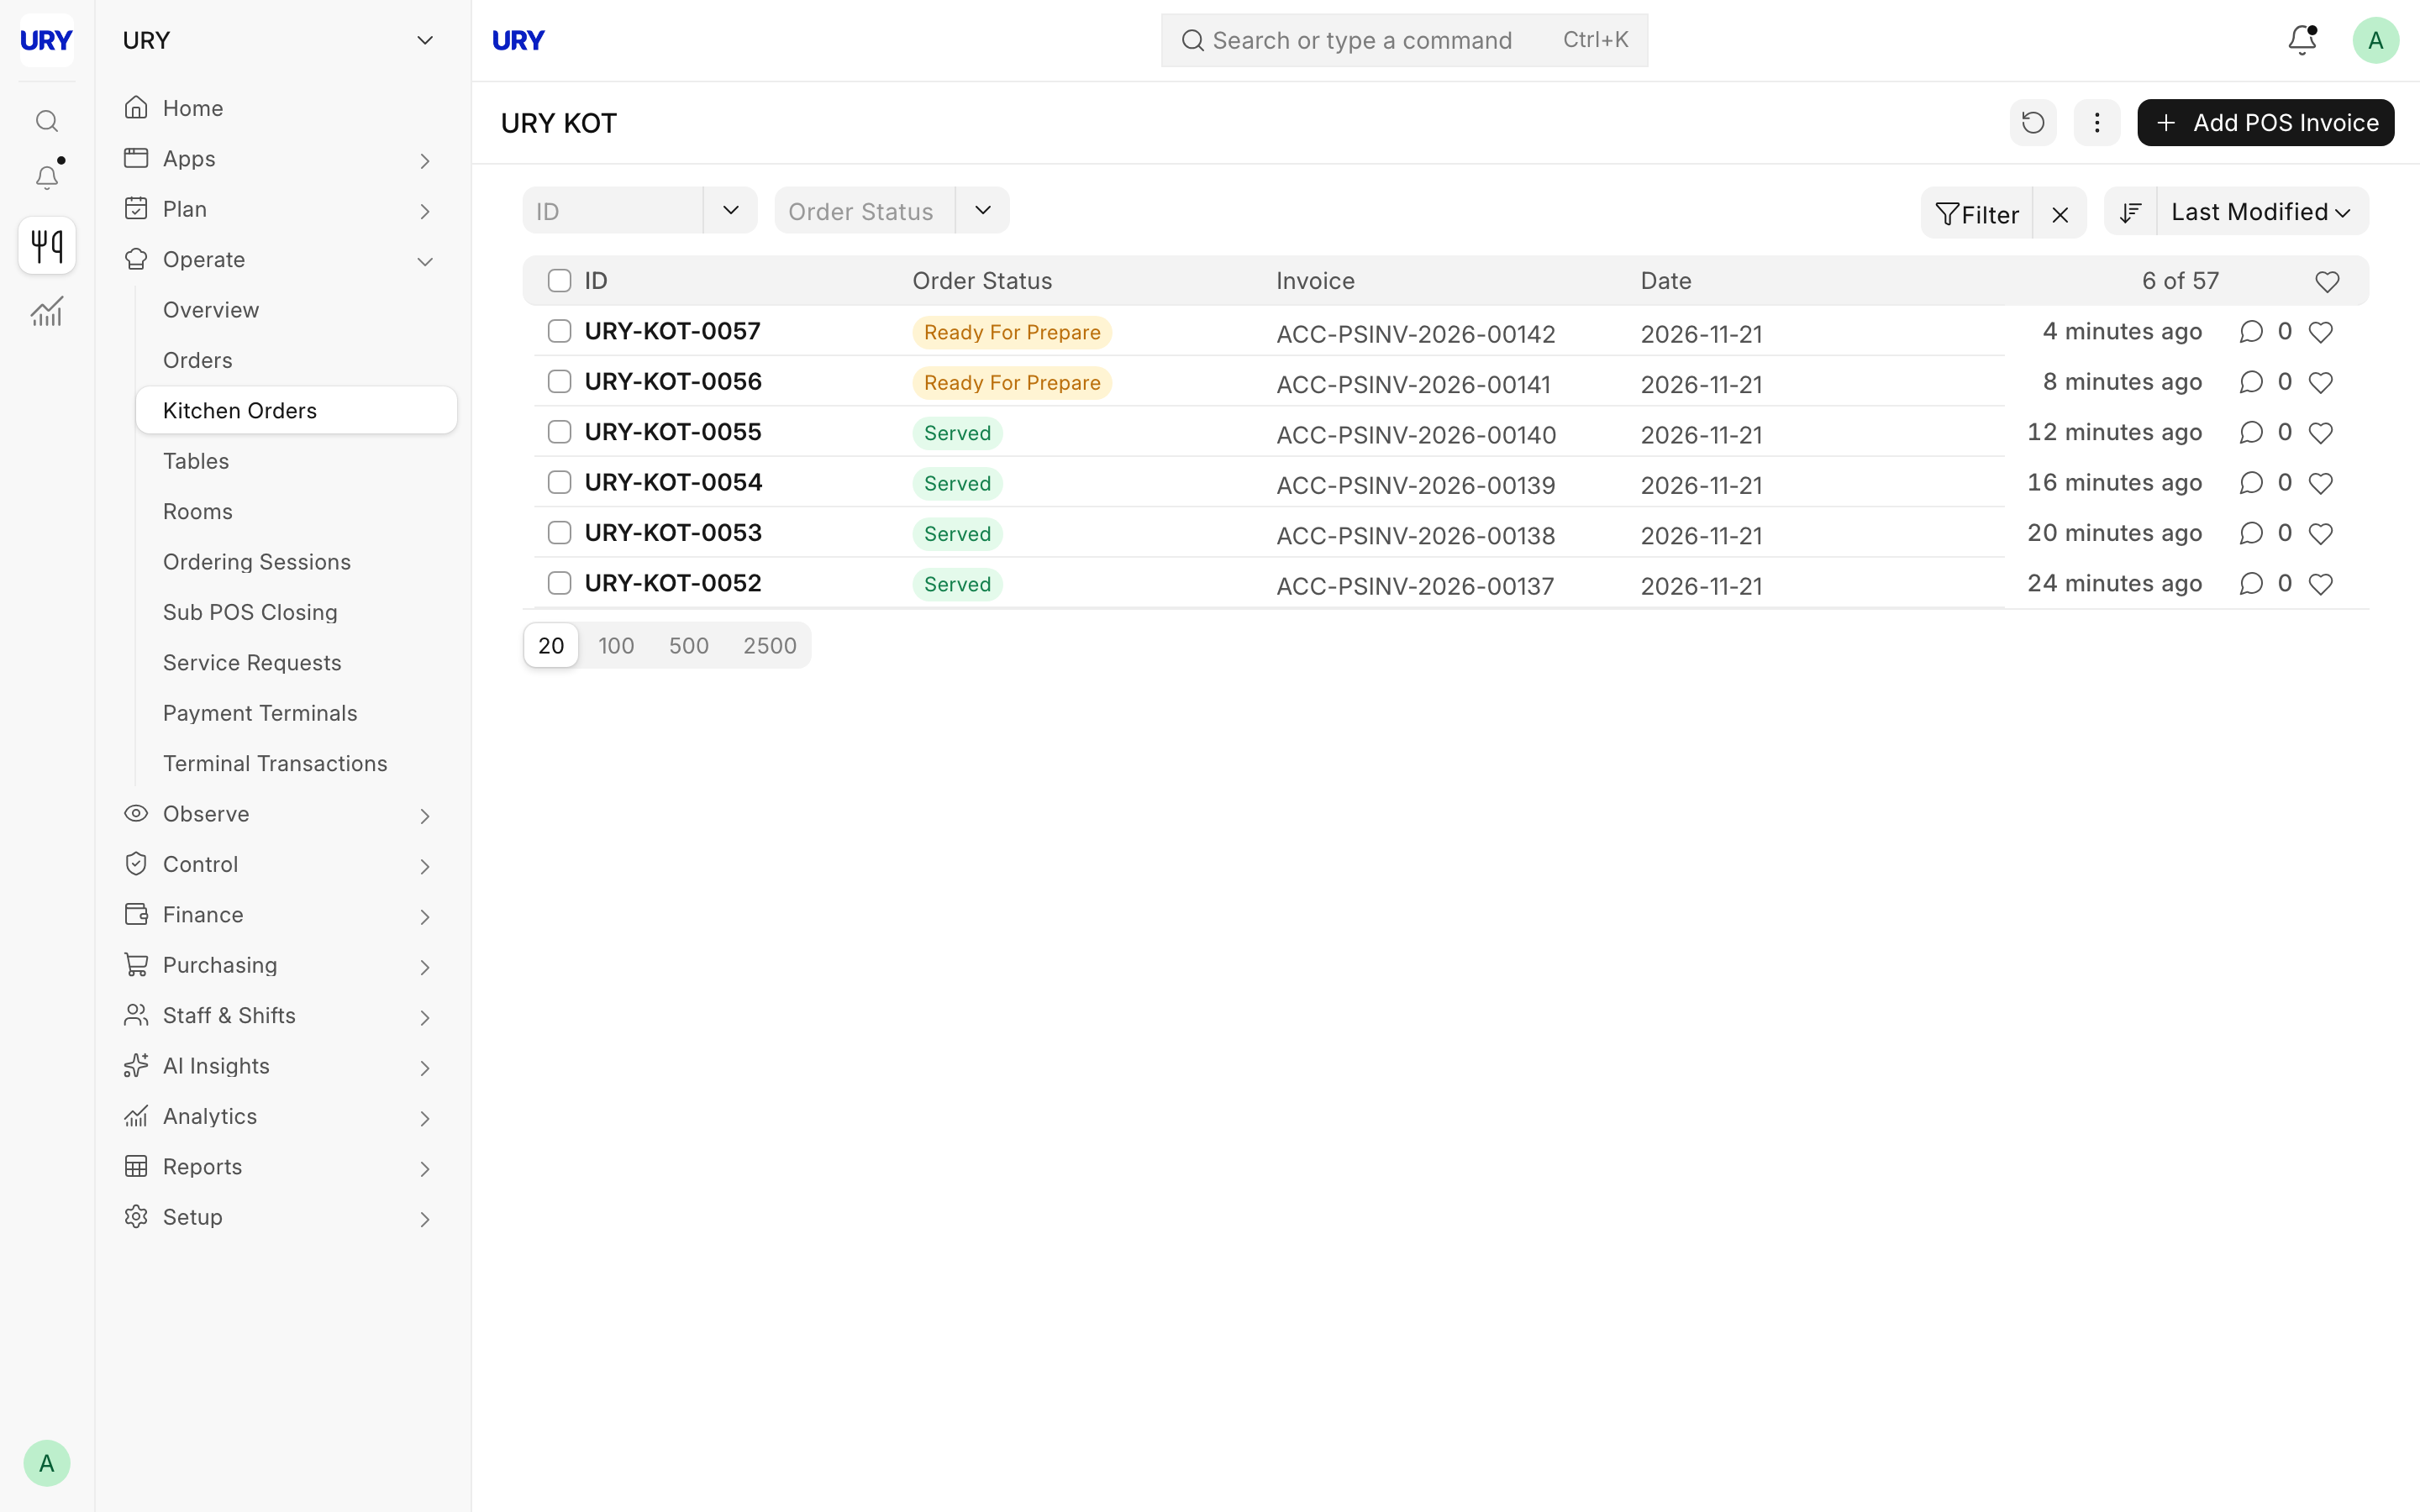 URY
URY
URY
Search or type a command
Ctrl+K
A
Home
Apps
Plan
Operate
Overview
Orders
Kitchen Orders
Tables
Rooms
Ordering Sessions
Sub POS Closing
Service Requests
Payment Terminals
Terminal Transactions
Observe
Control
Finance
Purchasing
Staff & Shifts
AI Insights
Analytics
Reports
Setup
A
URY KOT
Add POS Invoice
ID
Order Status
Filter
Last Modified
ID Order Status Invoice Date 6 of 57
URY-KOT-0057 Ready For Prepare ACC-PSINV-2026-00142 2026-11-21 4 minutes ago 0
URY-KOT-0056 Ready For Prepare ACC-PSINV-2026-00141 2026-11-21 8 minutes ago 0
URY-KOT-0055 Served ACC-PSINV-2026-00140 2026-11-21 12 minutes ago 0
URY-KOT-0054 Served ACC-PSINV-2026-00139 2026-11-21 16 minutes ago 0
URY-KOT-0053 Served ACC-PSINV-2026-00138 2026-11-21 20 minutes ago 0
URY-KOT-0052 Served ACC-PSINV-2026-00137 2026-11-21 24 minutes ago 0
20 100 500 2500